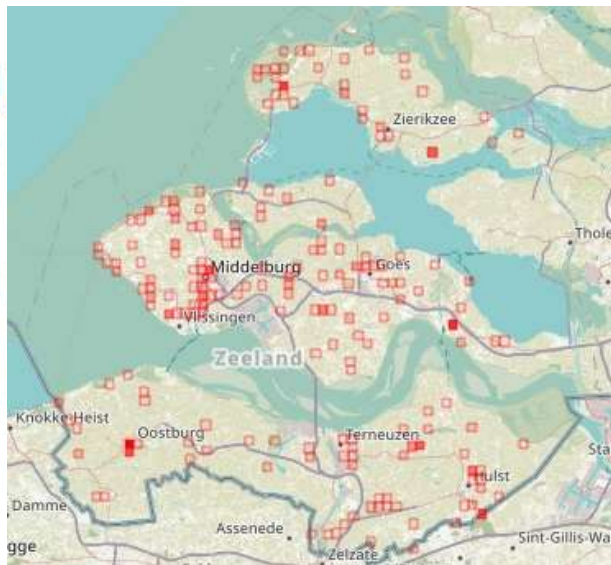 Zierikzee
Thole
Middelburg
Goes
Vlissingen
Zeeland
Knokke-Heist
Oostburg
Terneuzen
Sta
Hulst
Damme
Assenede
Sint-Gillis-Wa
gge
Zelzate